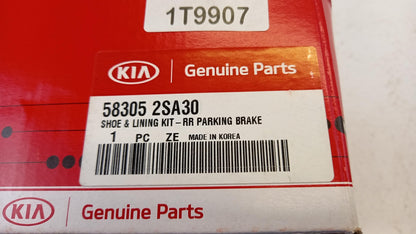 1T9907
KIA Genuine Parts
58305 2SA30
SHOE & LINING KIT-RR PARKING BRAKE
1 PC ZE MADE IN KOREA
KIA Genuine Parts